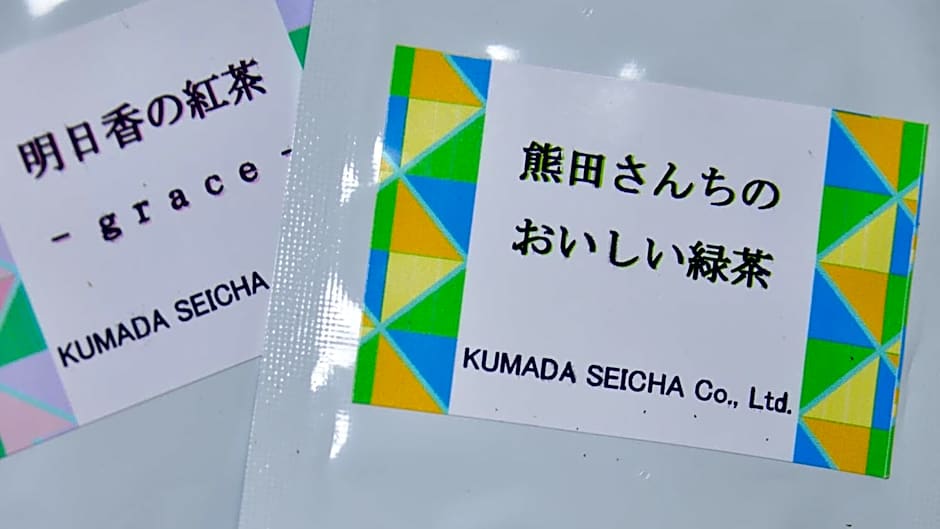 明日香の紅茶
- grace -
KUMADA SEICHA
熊田さんちの
おいしい緑茶
KUMADA SEICHA Co., Ltd.